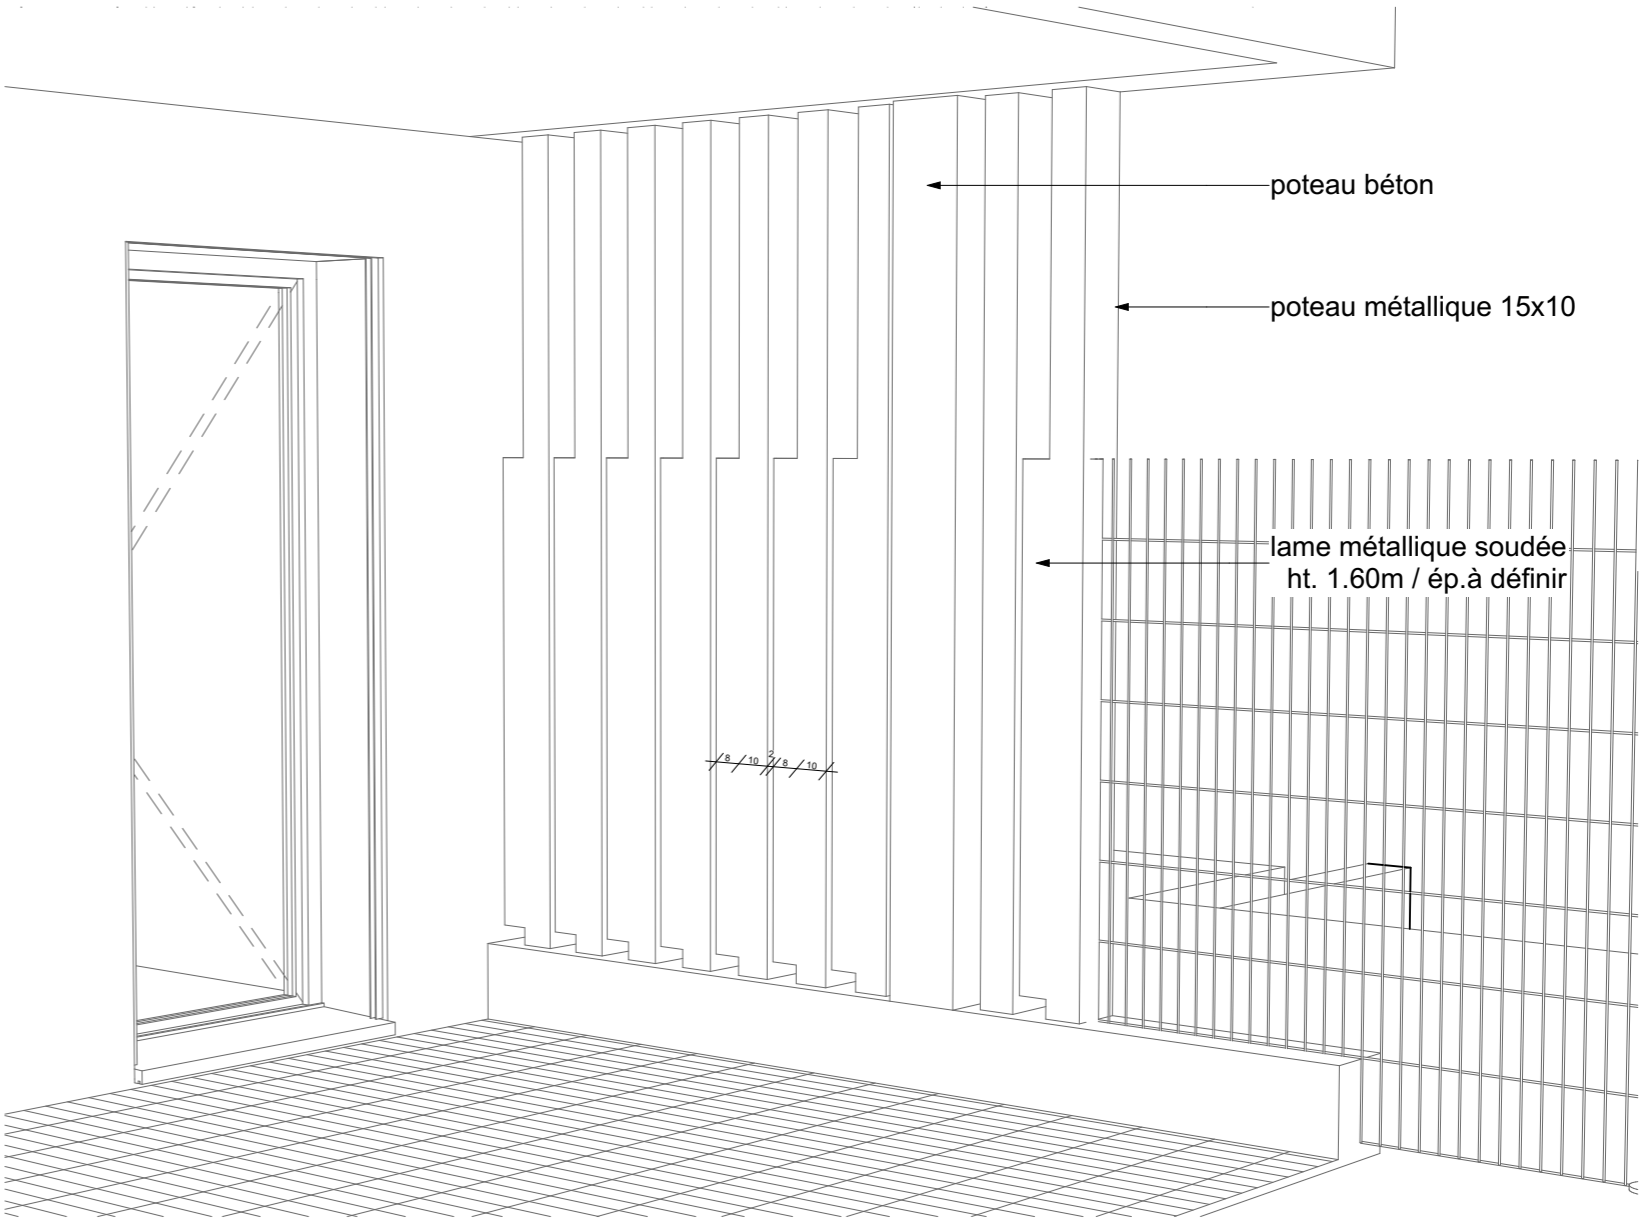 poteau béton
poteau métallique 15x10
lame métallique soudée
ht. 1.60m / ép.à définir
8 10 2 8 10